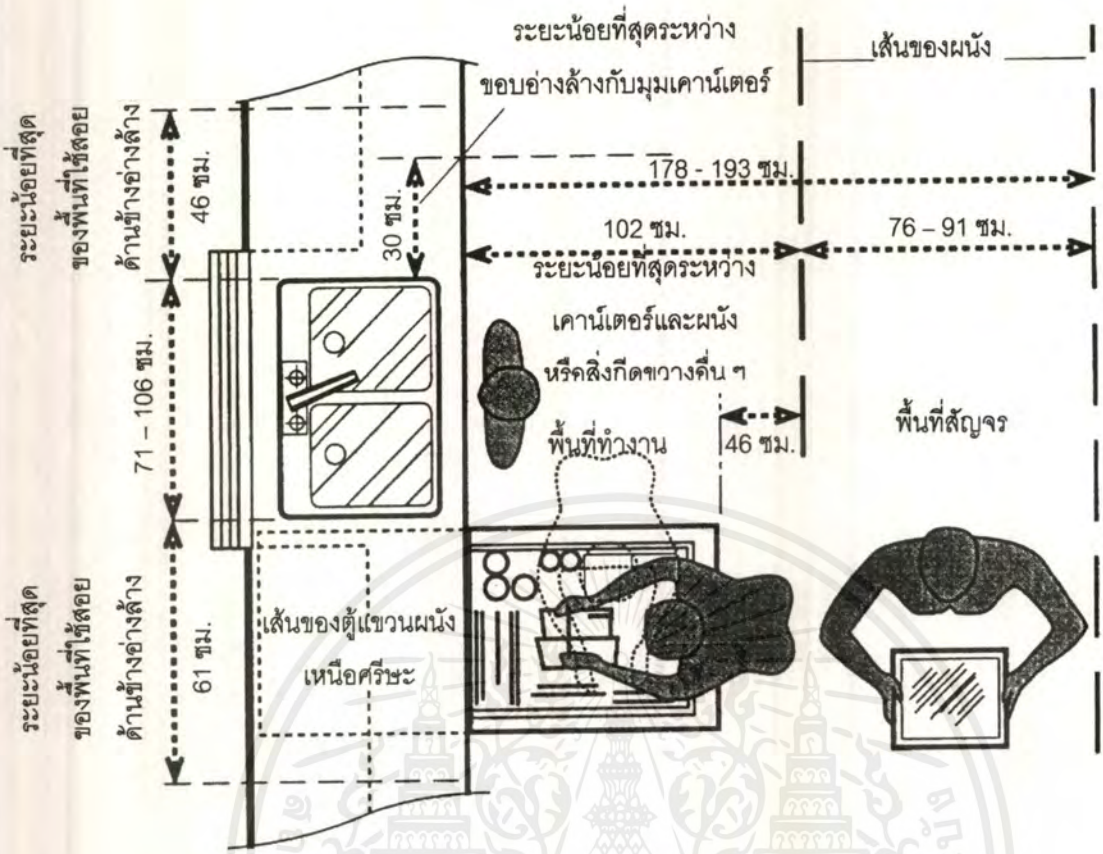 ระยะน้อยที่สุดระหว่าง
ขอบอ่างล้างกับมุมเคาน์เตอร์
เส้นของผนัง
ระยะน้อยที่สุด
ของพื้นที่ใช้สอย
ด้านข้างอ่างล้าง
46 ซม.
30 ซม.
178 - 193 ซม.
102 ซม.
76 – 91 ซม.
ระยะน้อยที่สุดระหว่าง
เคาน์เตอร์และผนัง
หรือสิ่งกีดขวางอื่น ๆ
71 – 106 ซม.
พื้นที่ทำงาน
46 ซม.
พื้นที่สัญจร
ระยะน้อยที่สุด
ของพื้นที่ใช้สอย
ด้านข้างอ่างล้าง
61 ซม.
เส้นของตู้แขวนผนัง
เหนือศรีษะ